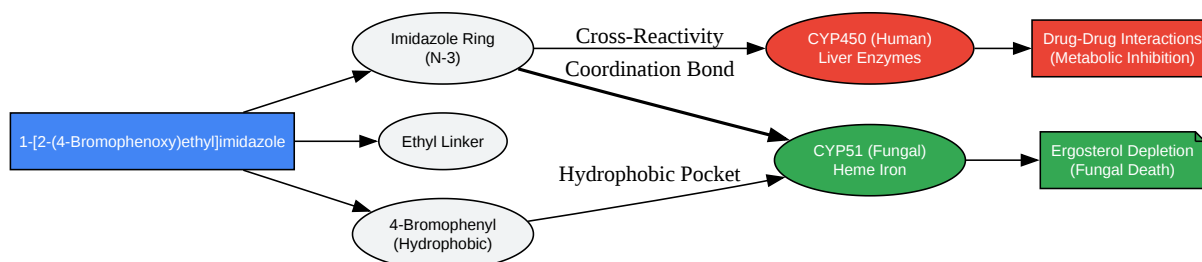 Imidazole Ring
(N-3)
Cross-Reactivity
CYP450 (Human)
Liver Enzymes
Drug-Drug Interactions
(Metabolic Inhibition)
Coordination Bond
1-[2-(4-Bromophenoxy)ethyl]imidazole
Ethyl Linker
CYP51 (Fungal)
Heme Iron
Ergosterol Depletion
(Fungal Death)
Hydrophobic Pocket
4-Bromophenyl
(Hydrophobic)